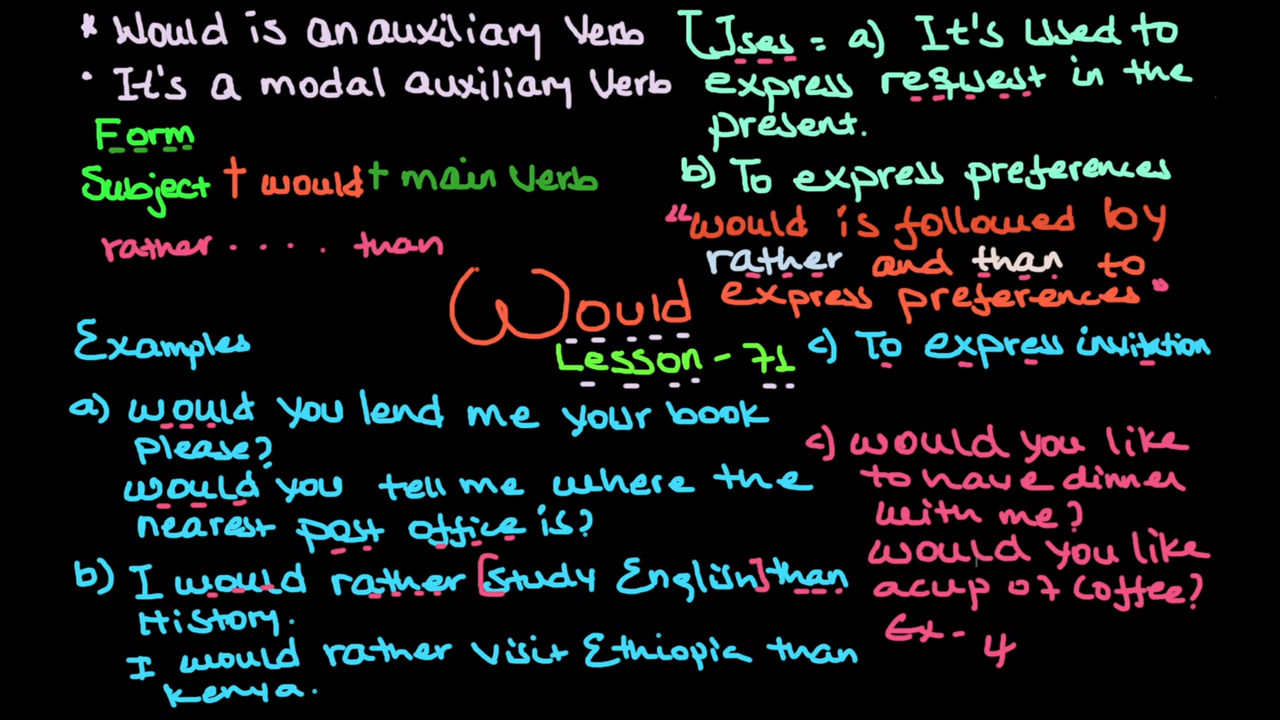 * Would is an auxiliary Verb
• It's a modal auxiliary Verb
Form
Subject + would + main Verb
rather . . . . than
Uses = a) It's used to
express request in the
present.
b) To express preferences
"would is followed by
rather and than to
express preferences"
c) To express invitation
Would
Lesson - 71
Examples
a) would you lend me your book
please?
would you tell me where the
nearest post office is?
b) I would rather [study English] than
History.
I would rather visit Ethiopia than
Kenya.
c) would you like
to have dinner
with me?
would you like
a cup of coffee?
Ex - 4